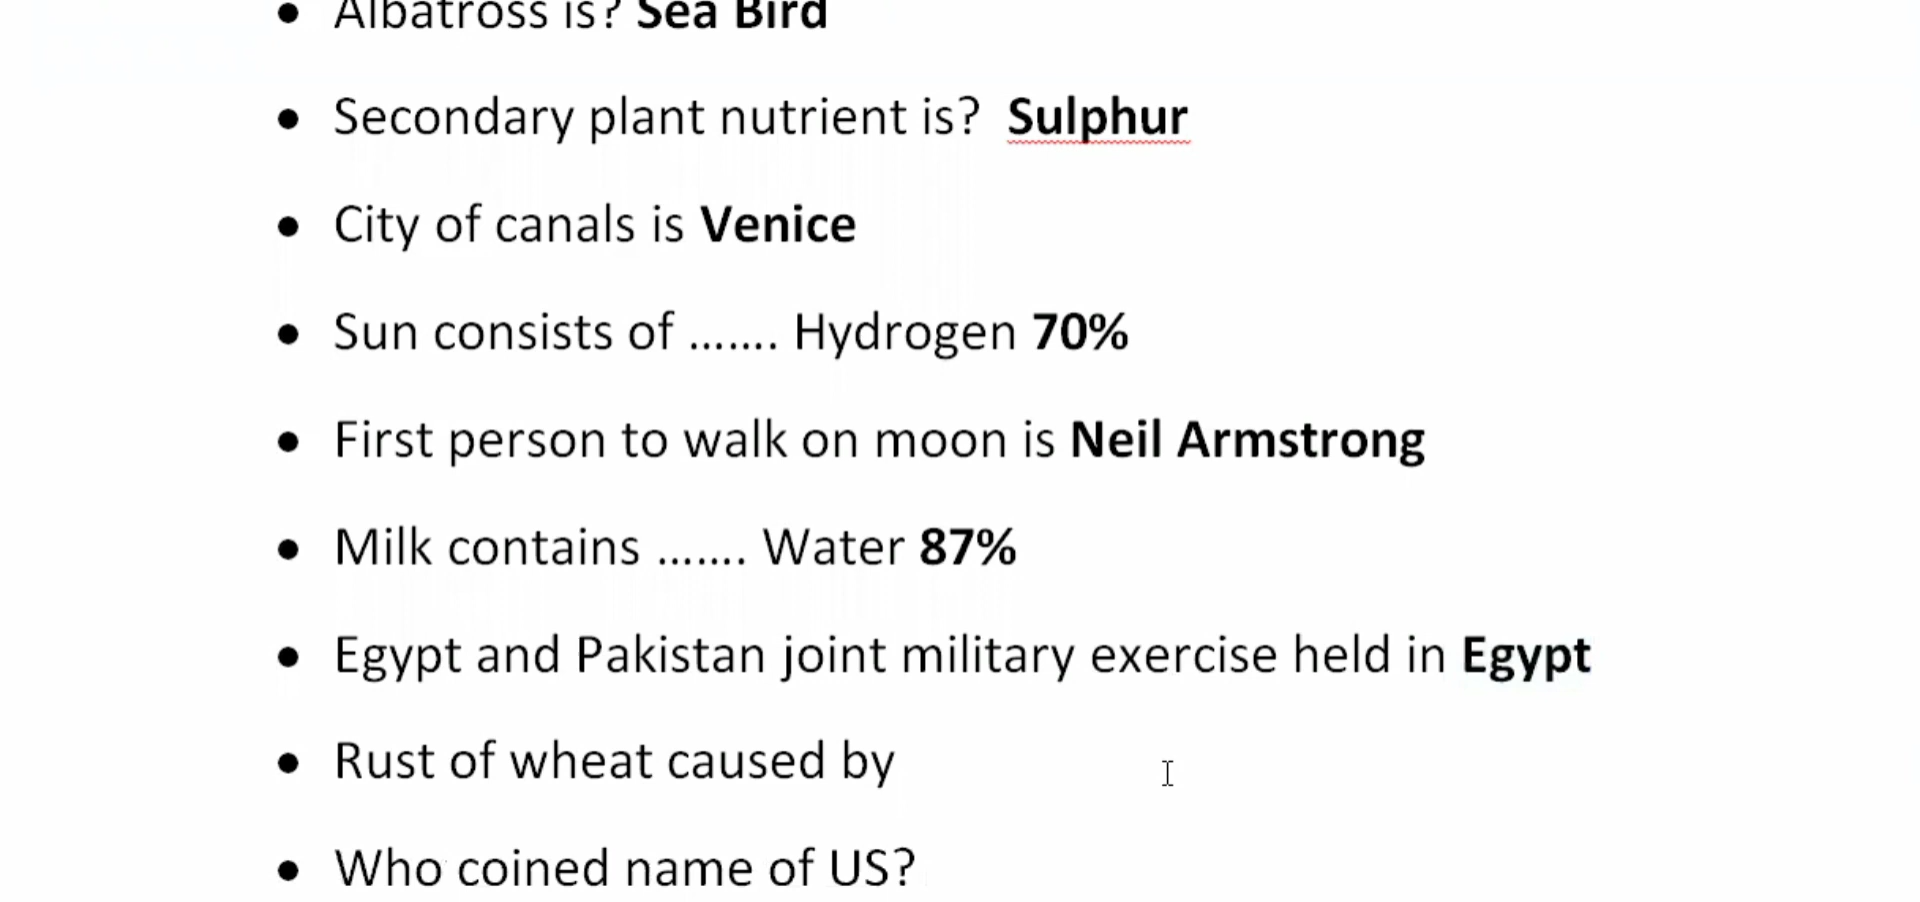 • Albatross is? Sea Bird
• Secondary plant nutrient is?  Sulphur
• City of canals is Venice
• Sun consists of ……. Hydrogen 70%
• First person to walk on moon is Neil Armstrong
• Milk contains ……. Water 87%
• Egypt and Pakistan joint military exercise held in Egypt
• Rust of wheat caused by
• Who coined name of US?